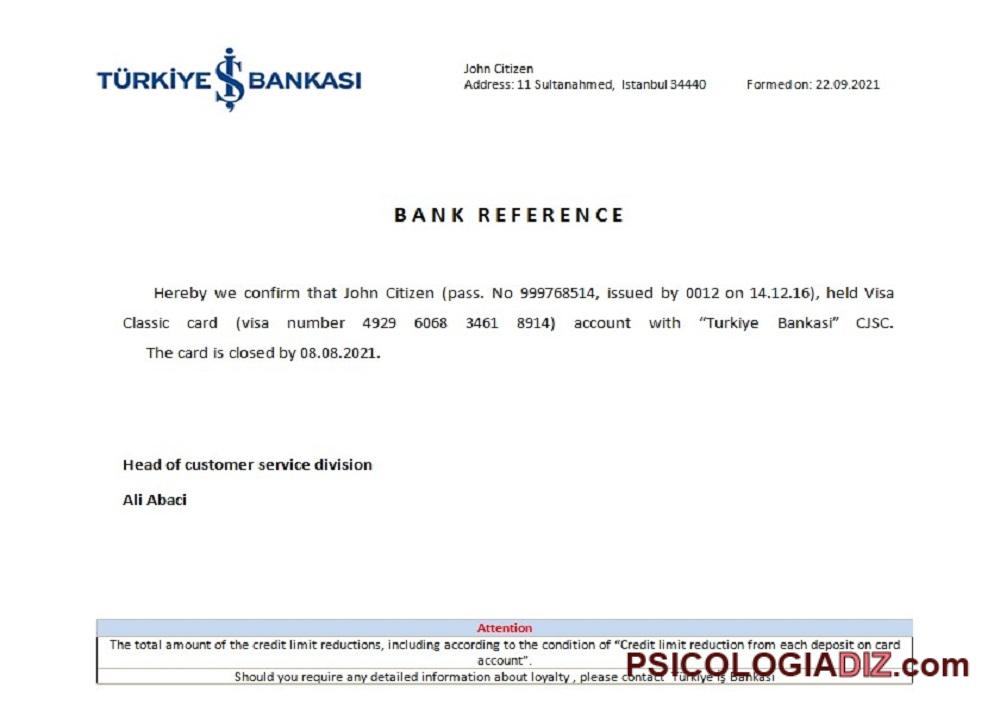 TÜRKİYE İŞ BANKASI
John Citizen
Address: 11 Sultanahmed, Istanbul 34440 Formed on: 22.09.2021
BANK REFERENCE
Hereby we confirm that John Citizen (pass. No 999768514, issued by 0012 on 14.12.16), held Visa
Classic card (visa number 4929 6068 3461 8914) account with “Turkiye Bankasi” CJSC.
The card is closed by 08.08.2021.
Head of customer service division
Ali Abaci
Attention
The total amount of the credit limit reductions, including according to the condition of “Credit limit reduction from each deposit on card
account”.
Should you require any detailed information about loyalty , please contact Turkiye Iş Bankasi
PSICOLOGIADIZ.com